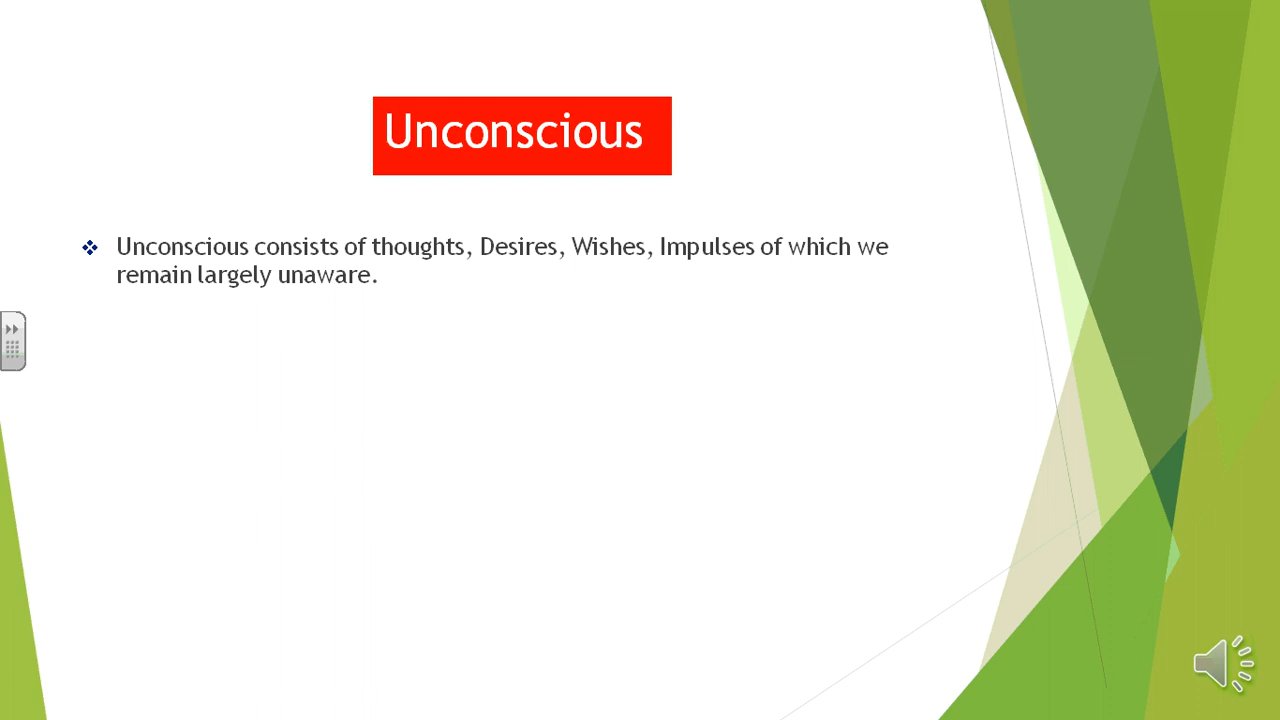 Unconscious
Unconscious consists of thoughts, Desires, Wishes, Impulses of which we
remain largely unaware.